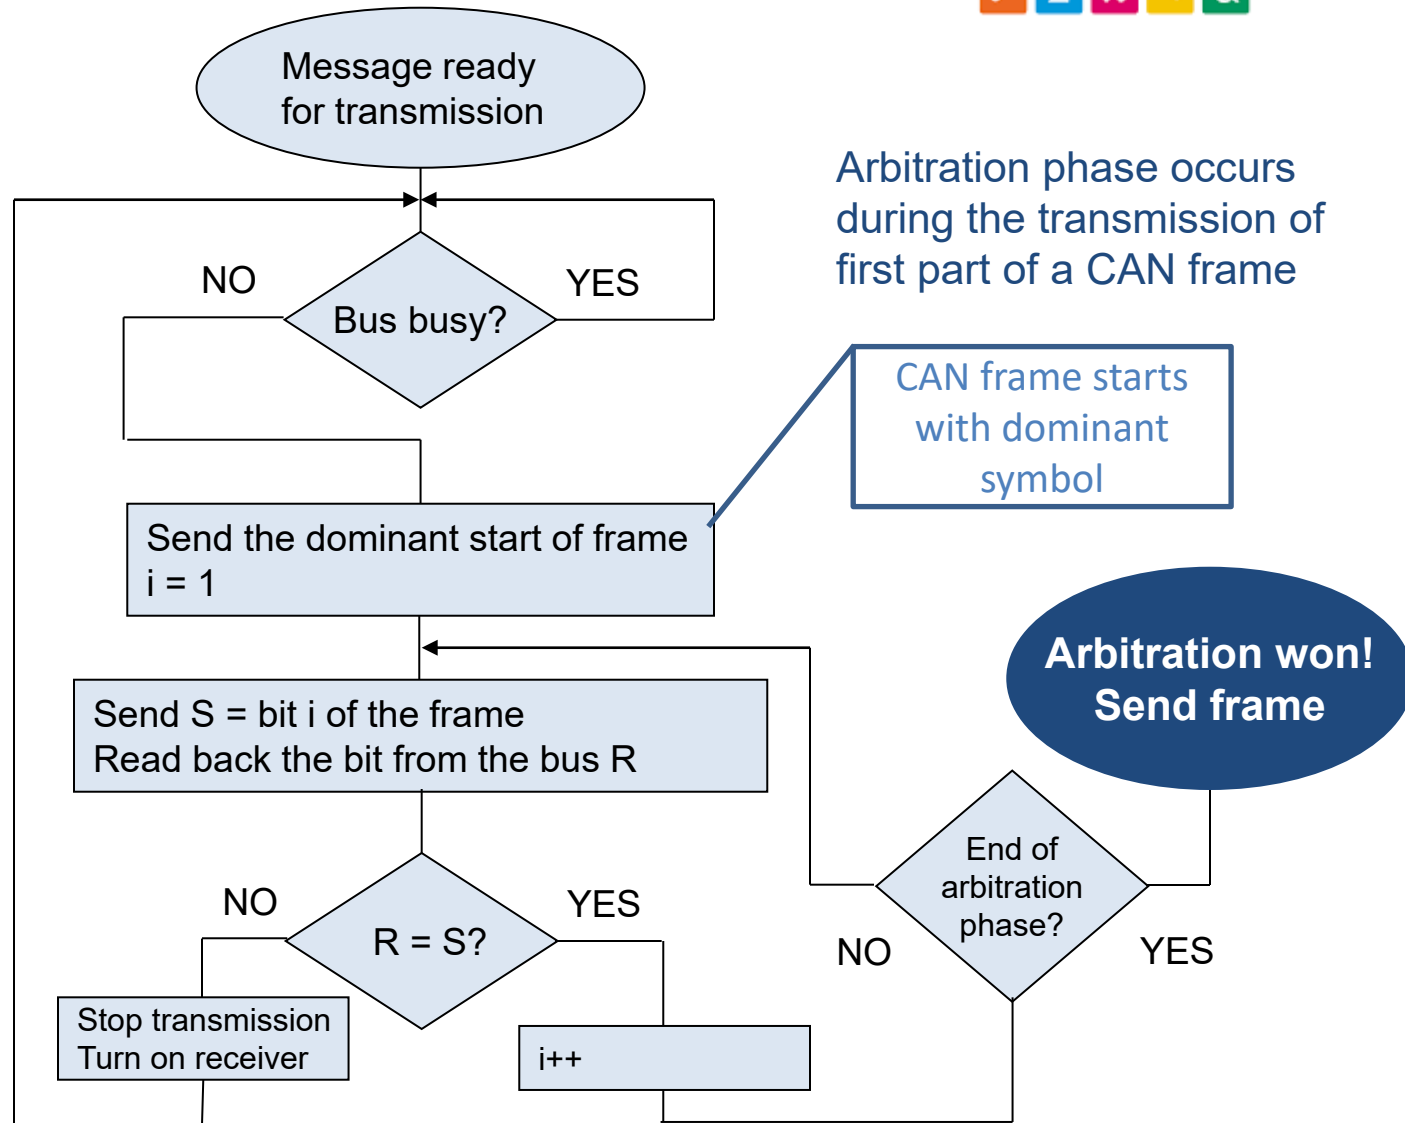 Message ready
for transmission
Arbitration phase occurs
during the transmission of
first part of a CAN frame
NO
YES
Bus busy?
CAN frame starts
with dominant
symbol
Send the dominant start of frame
i = 1
Arbitration won!
Send frame
Send S = bit i of the frame
Read back the bit from the bus R
End of
arbitration
phase?
NO
YES
NO
YES
R = S?
Stop transmission
Turn on receiver
i++